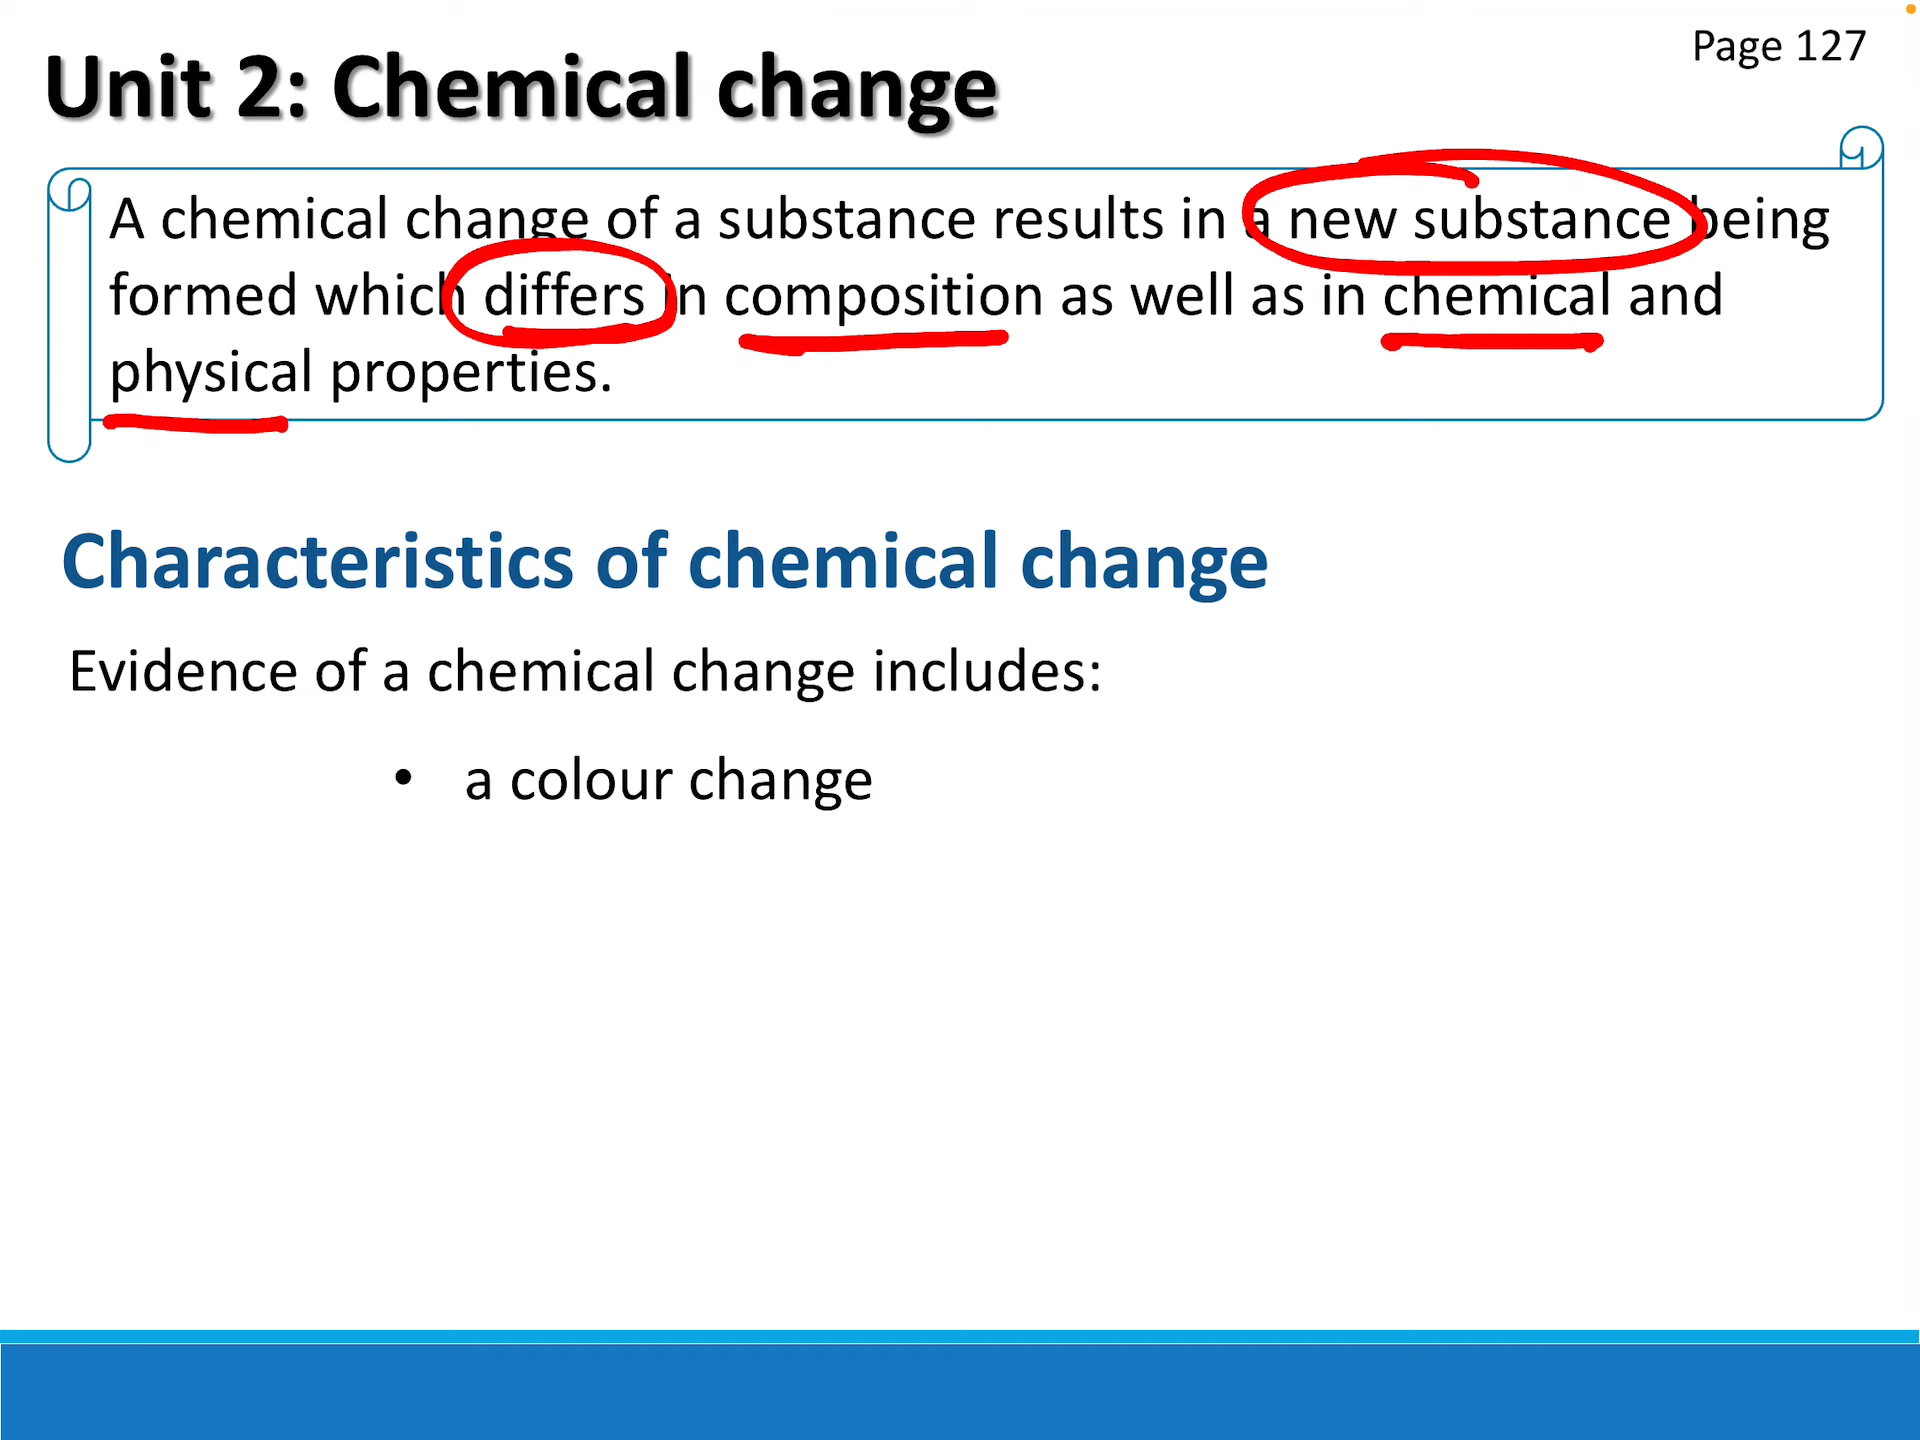 Page 127
Unit 2: Chemical change
A chemical change of a substance results in a new substance being
formed which differs in composition as well as in chemical and
physical properties.
Characteristics of chemical change
Evidence of a chemical change includes:
• a colour change